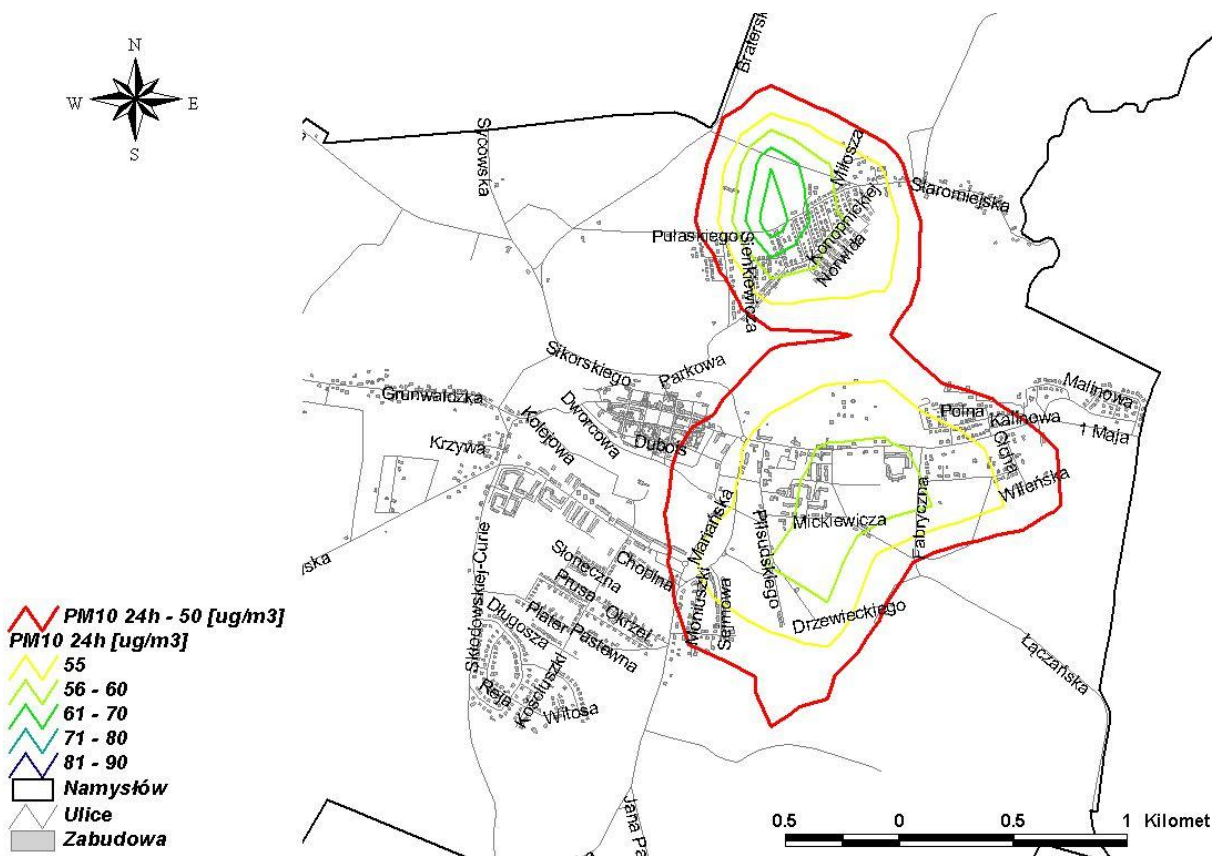 N
W E
S
Bratersk
Sycowska
Miłosza
Staromiejska
Konopnickiej
Pułaskiego
Norwida
Sienkiewicza
Sikorskiego
Parkowa
Malinowa
Grunwaldzka
Polna
Kalinowa
Dworcowa
Kolejowa
1 Maja
Dubois
Krzywa
Cicha
Wileńska
Mariańska
Mickiewicza
Fabryczna
Piłsudskiego
Skłodowskiej-Curie
ska
Słoneczna
Chopina
Prusa
Okrzei
Moniuszki
Długosza
Plater
Pastewna
Drzewieckiego
Łączańska
Reja
Kościuszki
Witosa
Jana Pa
PM10 24h - 50 [ug/m3]
PM10 24h [ug/m3]
55
56 - 60
61 - 70
71 - 80
81 - 90
Namysłów
Ulice
Zabudowa
0.5 0 0.5 1 Kilomet